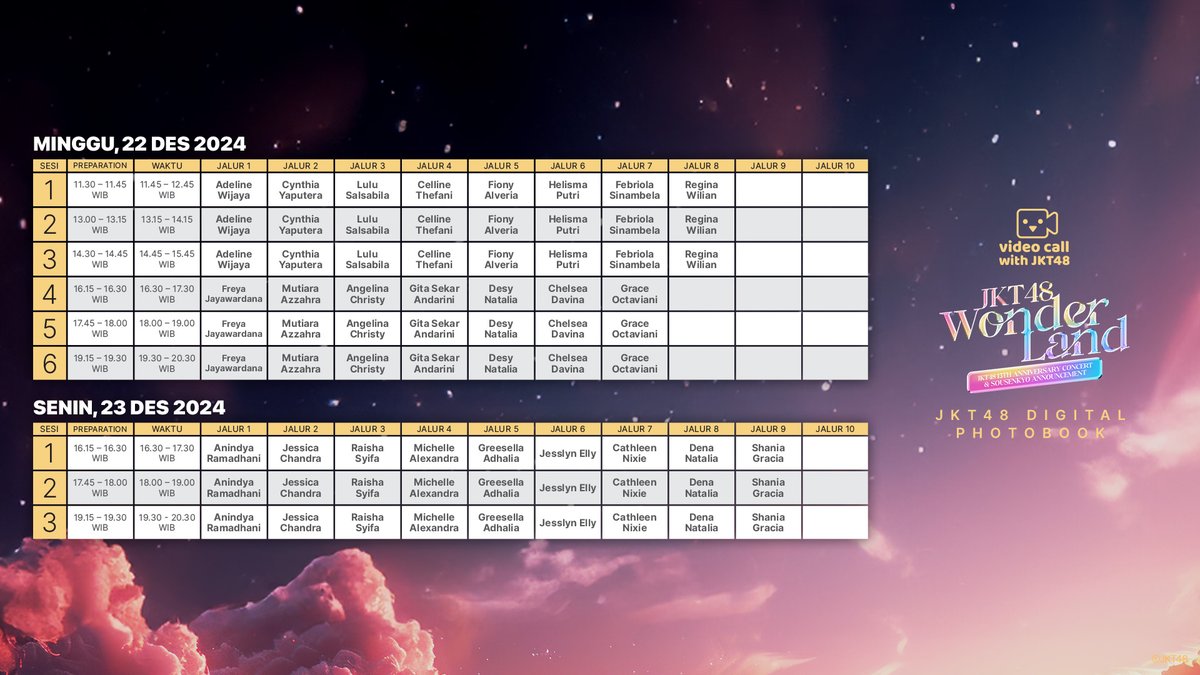 MINGGU, 22 DES 2024
SESI PREPARATION WAKTU JALUR 1 JALUR 2 JALUR 3 JALUR 4 JALUR 5 JALUR 6 JALUR 7 JALUR 8 JALUR 9 JALUR 10
1 11.30 – 11.45 WIB 11.45 – 12.45 WIB Adeline Wijaya Cynthia Yaputera Lulu Salsabila Celline Thefani Fiony Alveria Helisma Putri Febriola Sinambela Regina Wilian
2 13.00 – 13.15 WIB 13.15 – 14.15 WIB Adeline Wijaya Cynthia Yaputera Lulu Salsabila Celline Thefani Fiony Alveria Helisma Putri Febriola Sinambela Regina Wilian
3 14.30 – 14.45 WIB 14.45 – 15.45 WIB Adeline Wijaya Cynthia Yaputera Lulu Salsabila Celline Thefani Fiony Alveria Helisma Putri Febriola Sinambela Regina Wilian
4 16.15 – 16.30 WIB 16.30 – 17.30 WIB Freya Jayawardana Mutiara Azzahra Angelina Christy Gita Sekar Andarini Desy Natalia Chelsea Davina Grace Octaviani
5 17.45 – 18.00 WIB 18.00 – 19.00 WIB Freya Jayawardana Mutiara Azzahra Angelina Christy Gita Sekar Andarini Desy Natalia Chelsea Davina Grace Octaviani
6 19.15 – 19.30 WIB 19.30 – 20.30 WIB Freya Jayawardana Mutiara Azzahra Angelina Christy Gita Sekar Andarini Desy Natalia Chelsea Davina Grace Octaviani
SENIN, 23 DES 2024
SESI PREPARATION WAKTU JALUR 1 JALUR 2 JALUR 3 JALUR 4 JALUR 5 JALUR 6 JALUR 7 JALUR 8 JALUR 9 JALUR 10
1 16.15 – 16.30 WIB 16.30 – 17.30 WIB Anindya Ramadhani Jessica Chandra Raisha Syifa Michelle Alexandra Greesella Adhalia Jesslyn Elly Cathleen Nixie Dena Natalia Shania Gracia
2 17.45 – 18.00 WIB 18.00 – 19.00 WIB Anindya Ramadhani Jessica Chandra Raisha Syifa Michelle Alexandra Greesella Adhalia Jesslyn Elly Cathleen Nixie Dena Natalia Shania Gracia
3 19.15 – 19.30 WIB 19.30 - 20.30 WIB Anindya Ramadhani Jessica Chandra Raisha Syifa Michelle Alexandra Greesella Adhalia Jesslyn Elly Cathleen Nixie Dena Natalia Shania Gracia
video call
with JKT48
JKT48
Wonder
Land
JKT48 13TH ANNIVERSARY CONCERT
& SOUSENKYO ANNOUNCEMENT
JKT48 DIGITAL
PHOTOBOOK
©JKT48